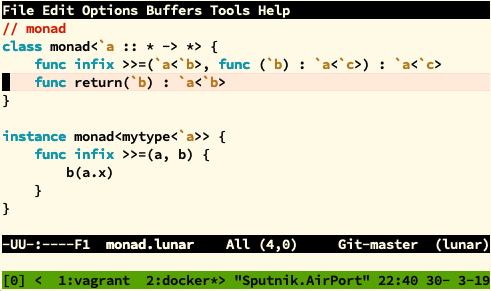 File Edit Options Buffers Tools Help
// monad
class monad<`a :: * -> *> {
    func infix >>=(`a<`b>, func (`b) : `a<`c>) : `a<`c>
    func return(`b) : `a<`b>
}
instance monad<mytype<`a>> {
    func infix >>=(a, b) {
        b(a.x)
    }
}
-UU-:----F1  monad.lunar    All (4,0)     Git-master  (lunar)
[0] <  1:vagrant  2:docker*> "Sputnik.AirPort" 22:40 30- 3-19